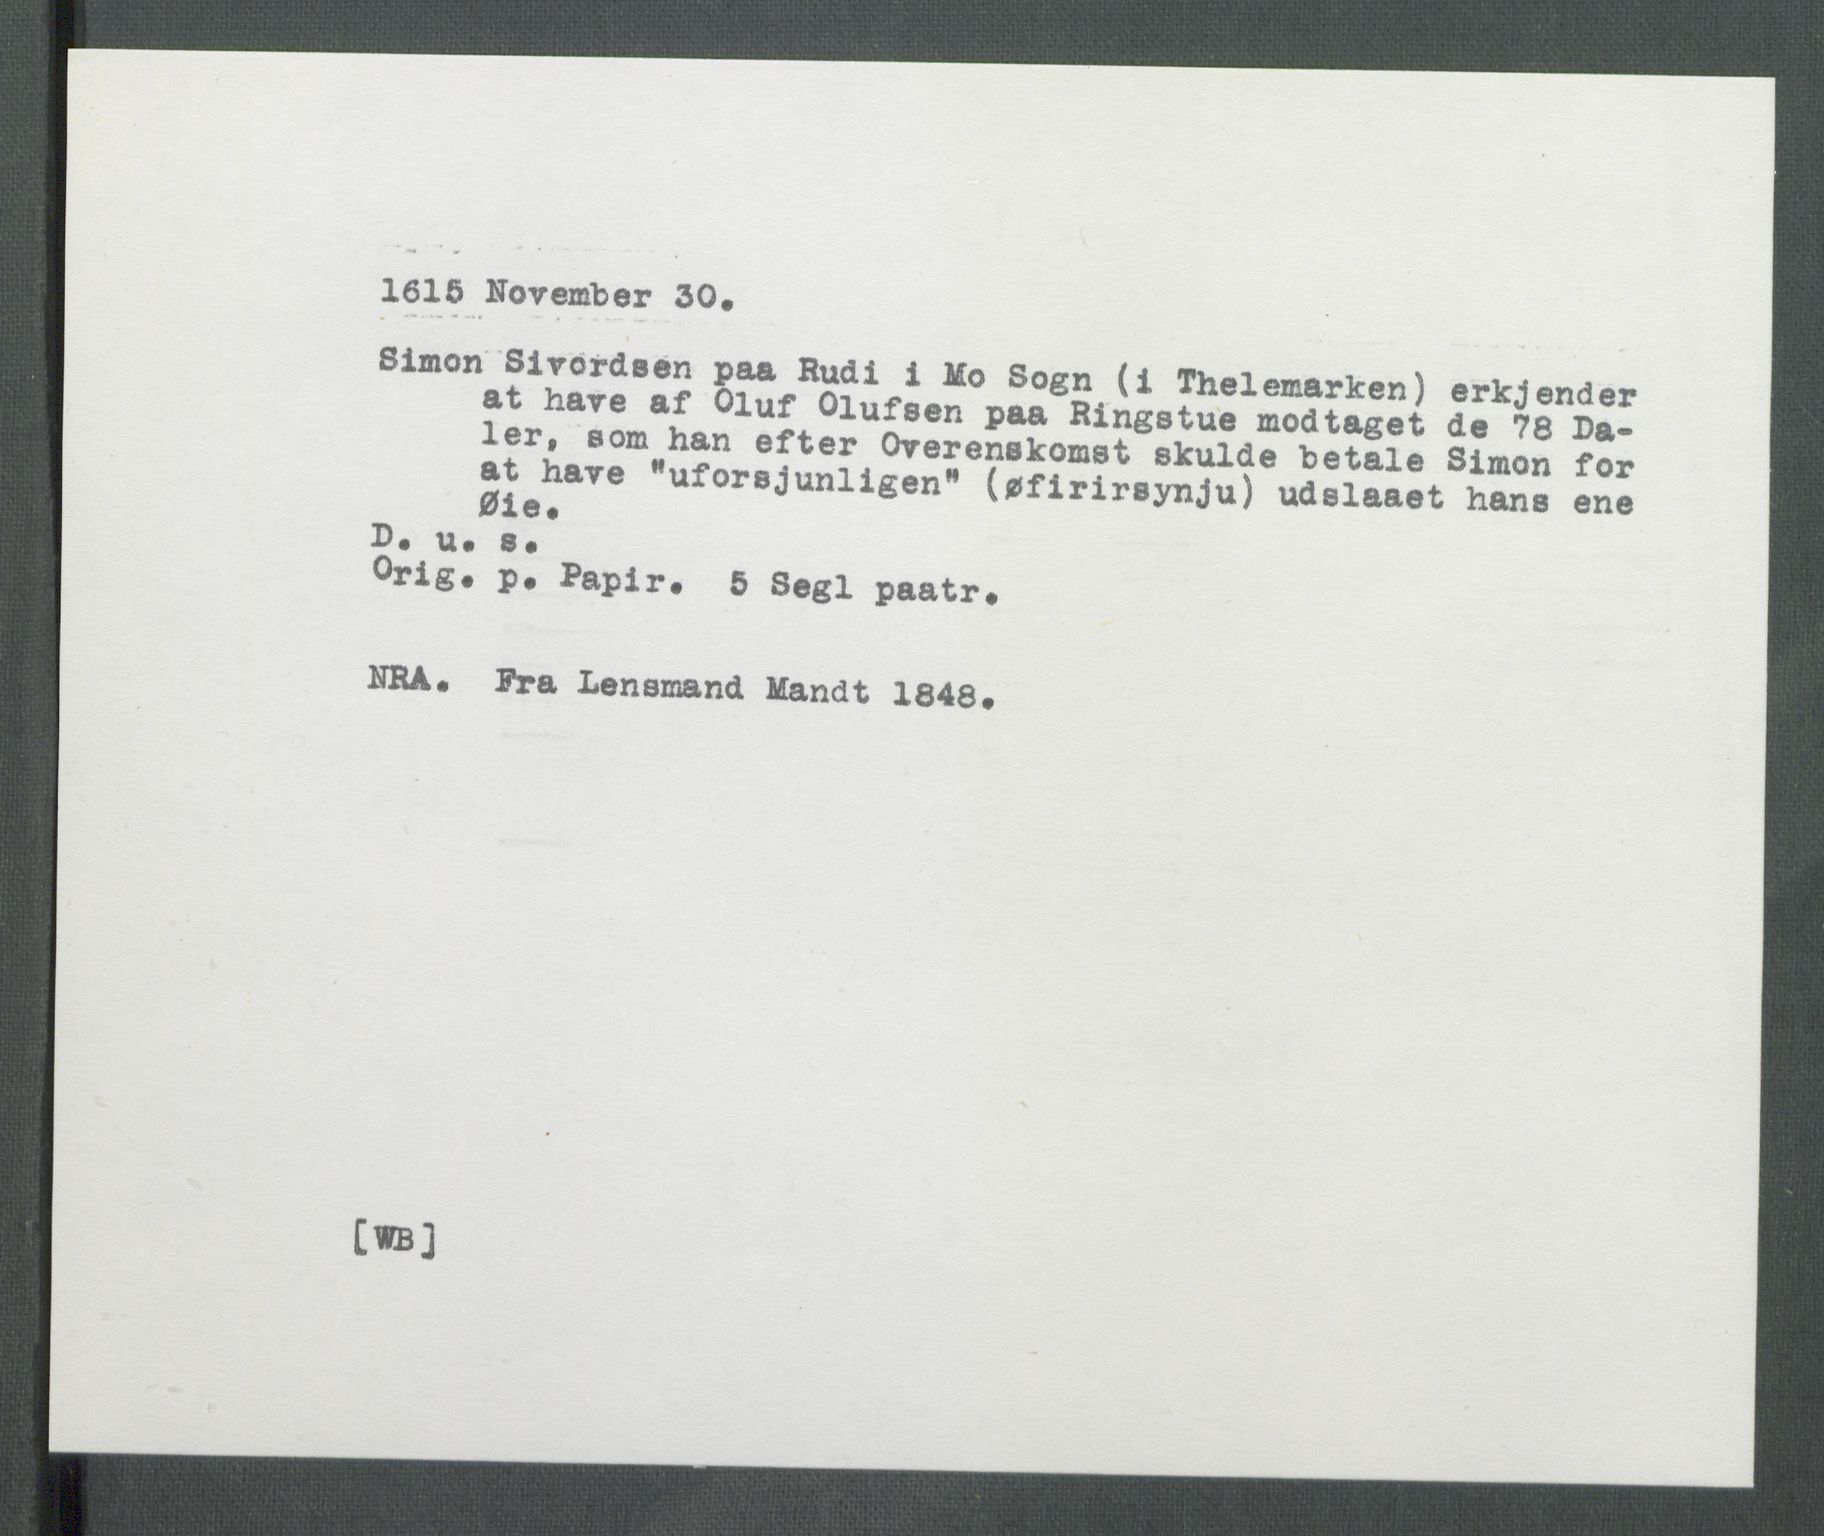 1615 November 30.
Simon Sivordsen paa Rudi i Mo Sogn (i Thelemarken) erkjender
at have af Oluf Olufsen paa Ringstue modtaget de 78 Da-
ler, som han efter Overenskomst skulde betale Simon for
at have "uforsjunligen" (øfirirsynju) udslaaet hans ene
Øie.
D. u. s.
Orig. p. Papir. 5 Segl paatr.
NRA. Fra Lensmand Mandt 1848.
[WB]